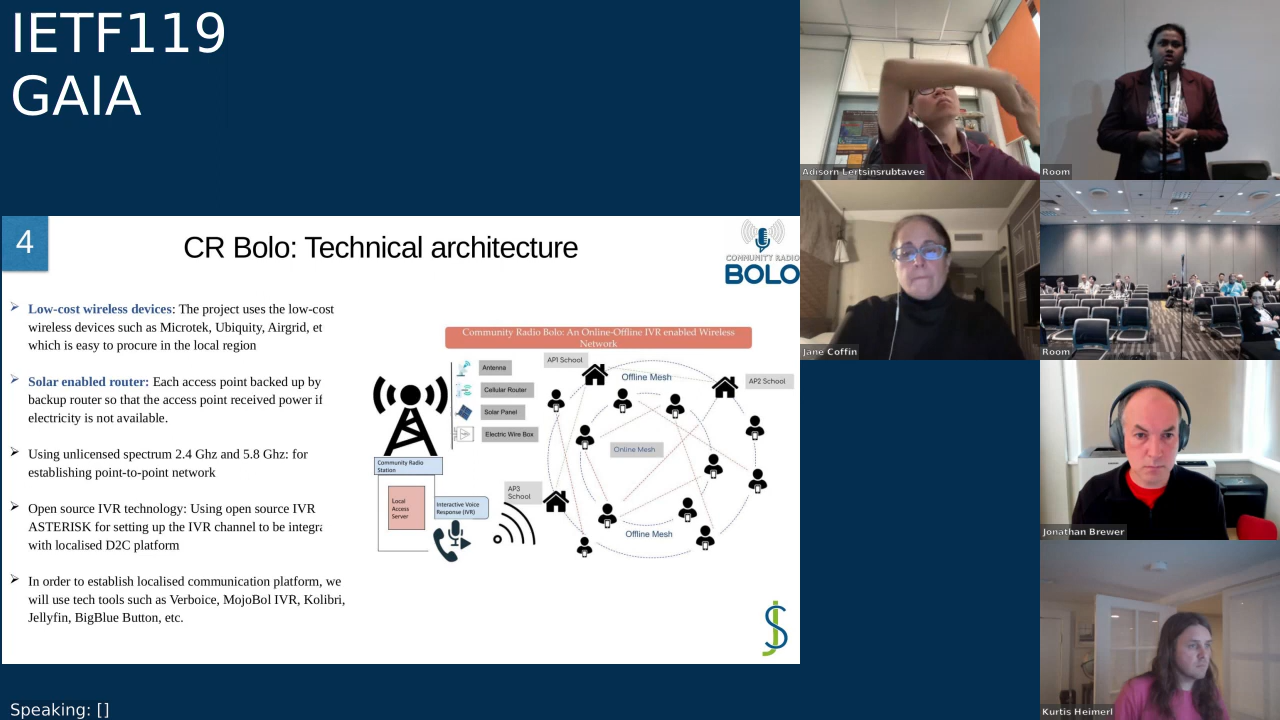 IETF119
GAIA
4
CR Bolo: Technical architecture
COMMUNITY RADIO
BOLO
Low-cost wireless devices: The project uses the low-cost
wireless devices such as Microtek, Ubiquity, Airgrid, et
which is easy to procure in the local region
Solar enabled router: Each access point backed up by
backup router so that the access point received power if
electricity is not available.
Using unlicensed spectrum 2.4 Ghz and 5.8 Ghz: for
establishing point-to-point network
Open source IVR technology: Using open source IVR
ASTERISK for setting up the IVR channel to be integra
with localised D2C platform
In order to establish localised communication platform, we
will use tech tools such as Verboice, MojoBol IVR, Kolibri,
Jellyfin, BigBlue Button, etc.
Community Radio Bolo: An Online-Offline IVR enabled Wireless
Network
Antenna
Cellular Router
Solar Panel
Electric Wire Box
Community Radio
Station
Local
Access
Server
Interactive Voice
Response (IVR)
AP1 School
AP2 School
AP3
School
Offline Mesh
Online Mesh
Offline Mesh
Speaking: []
Adisorn Lertsinsrubtavee
Room
Jane Coffin
Room
Jonathan Brewer
Kurtis Heimerl